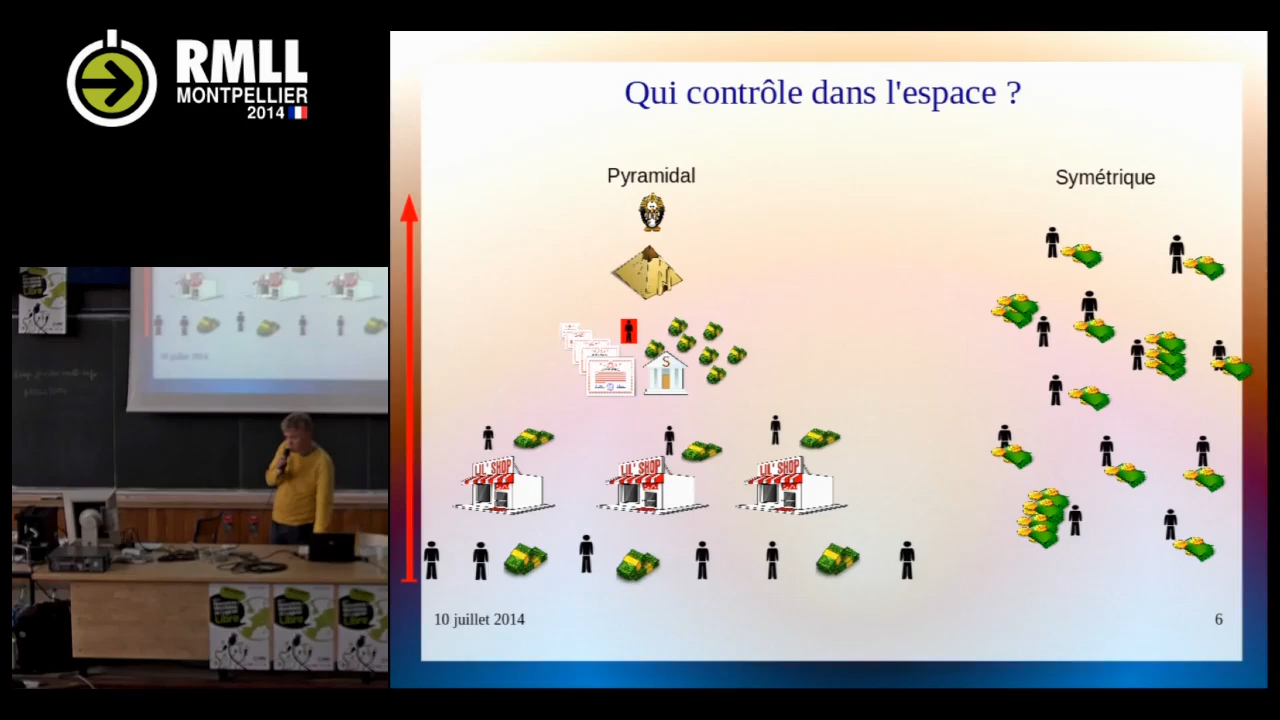 RMLL
MONTPELLIER
2014
Qui contrôle dans l'espace ?
Pyramidal
Symétrique
S
LIL' SHOP
LIL' SHOP
LIL' SHOP
10 juillet 2014
6